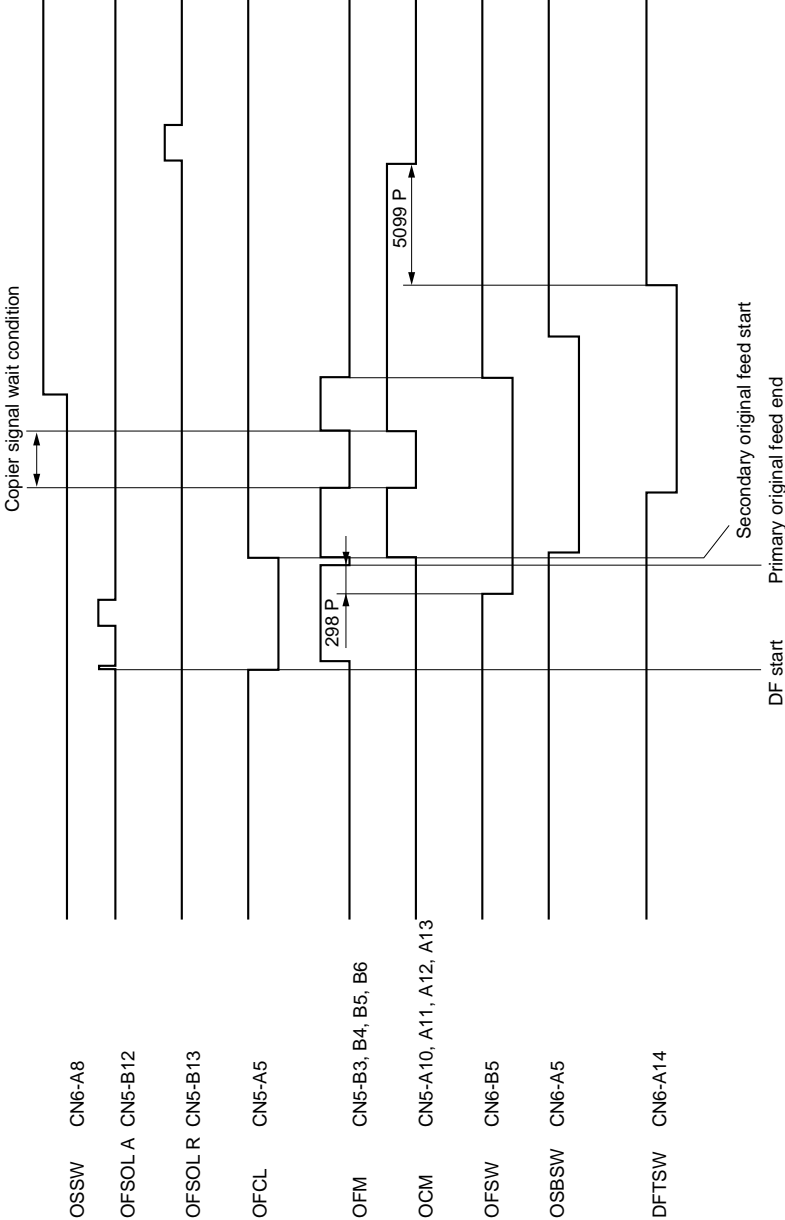 Copier signal wait condition
5099 P
298 P
Secondary original feed start
Primary original feed end
DF start
OSSW CN6-A8
OFSOL A CN5-B12
OFSOL R CN5-B13
OFCL CN5-A5
OFM CN5-B3, B4, B5, B6
OCM CN5-A10, A11, A12, A13
OFSW CN6-B5
OSBSW CN6-A5
DFTSW CN6-A14